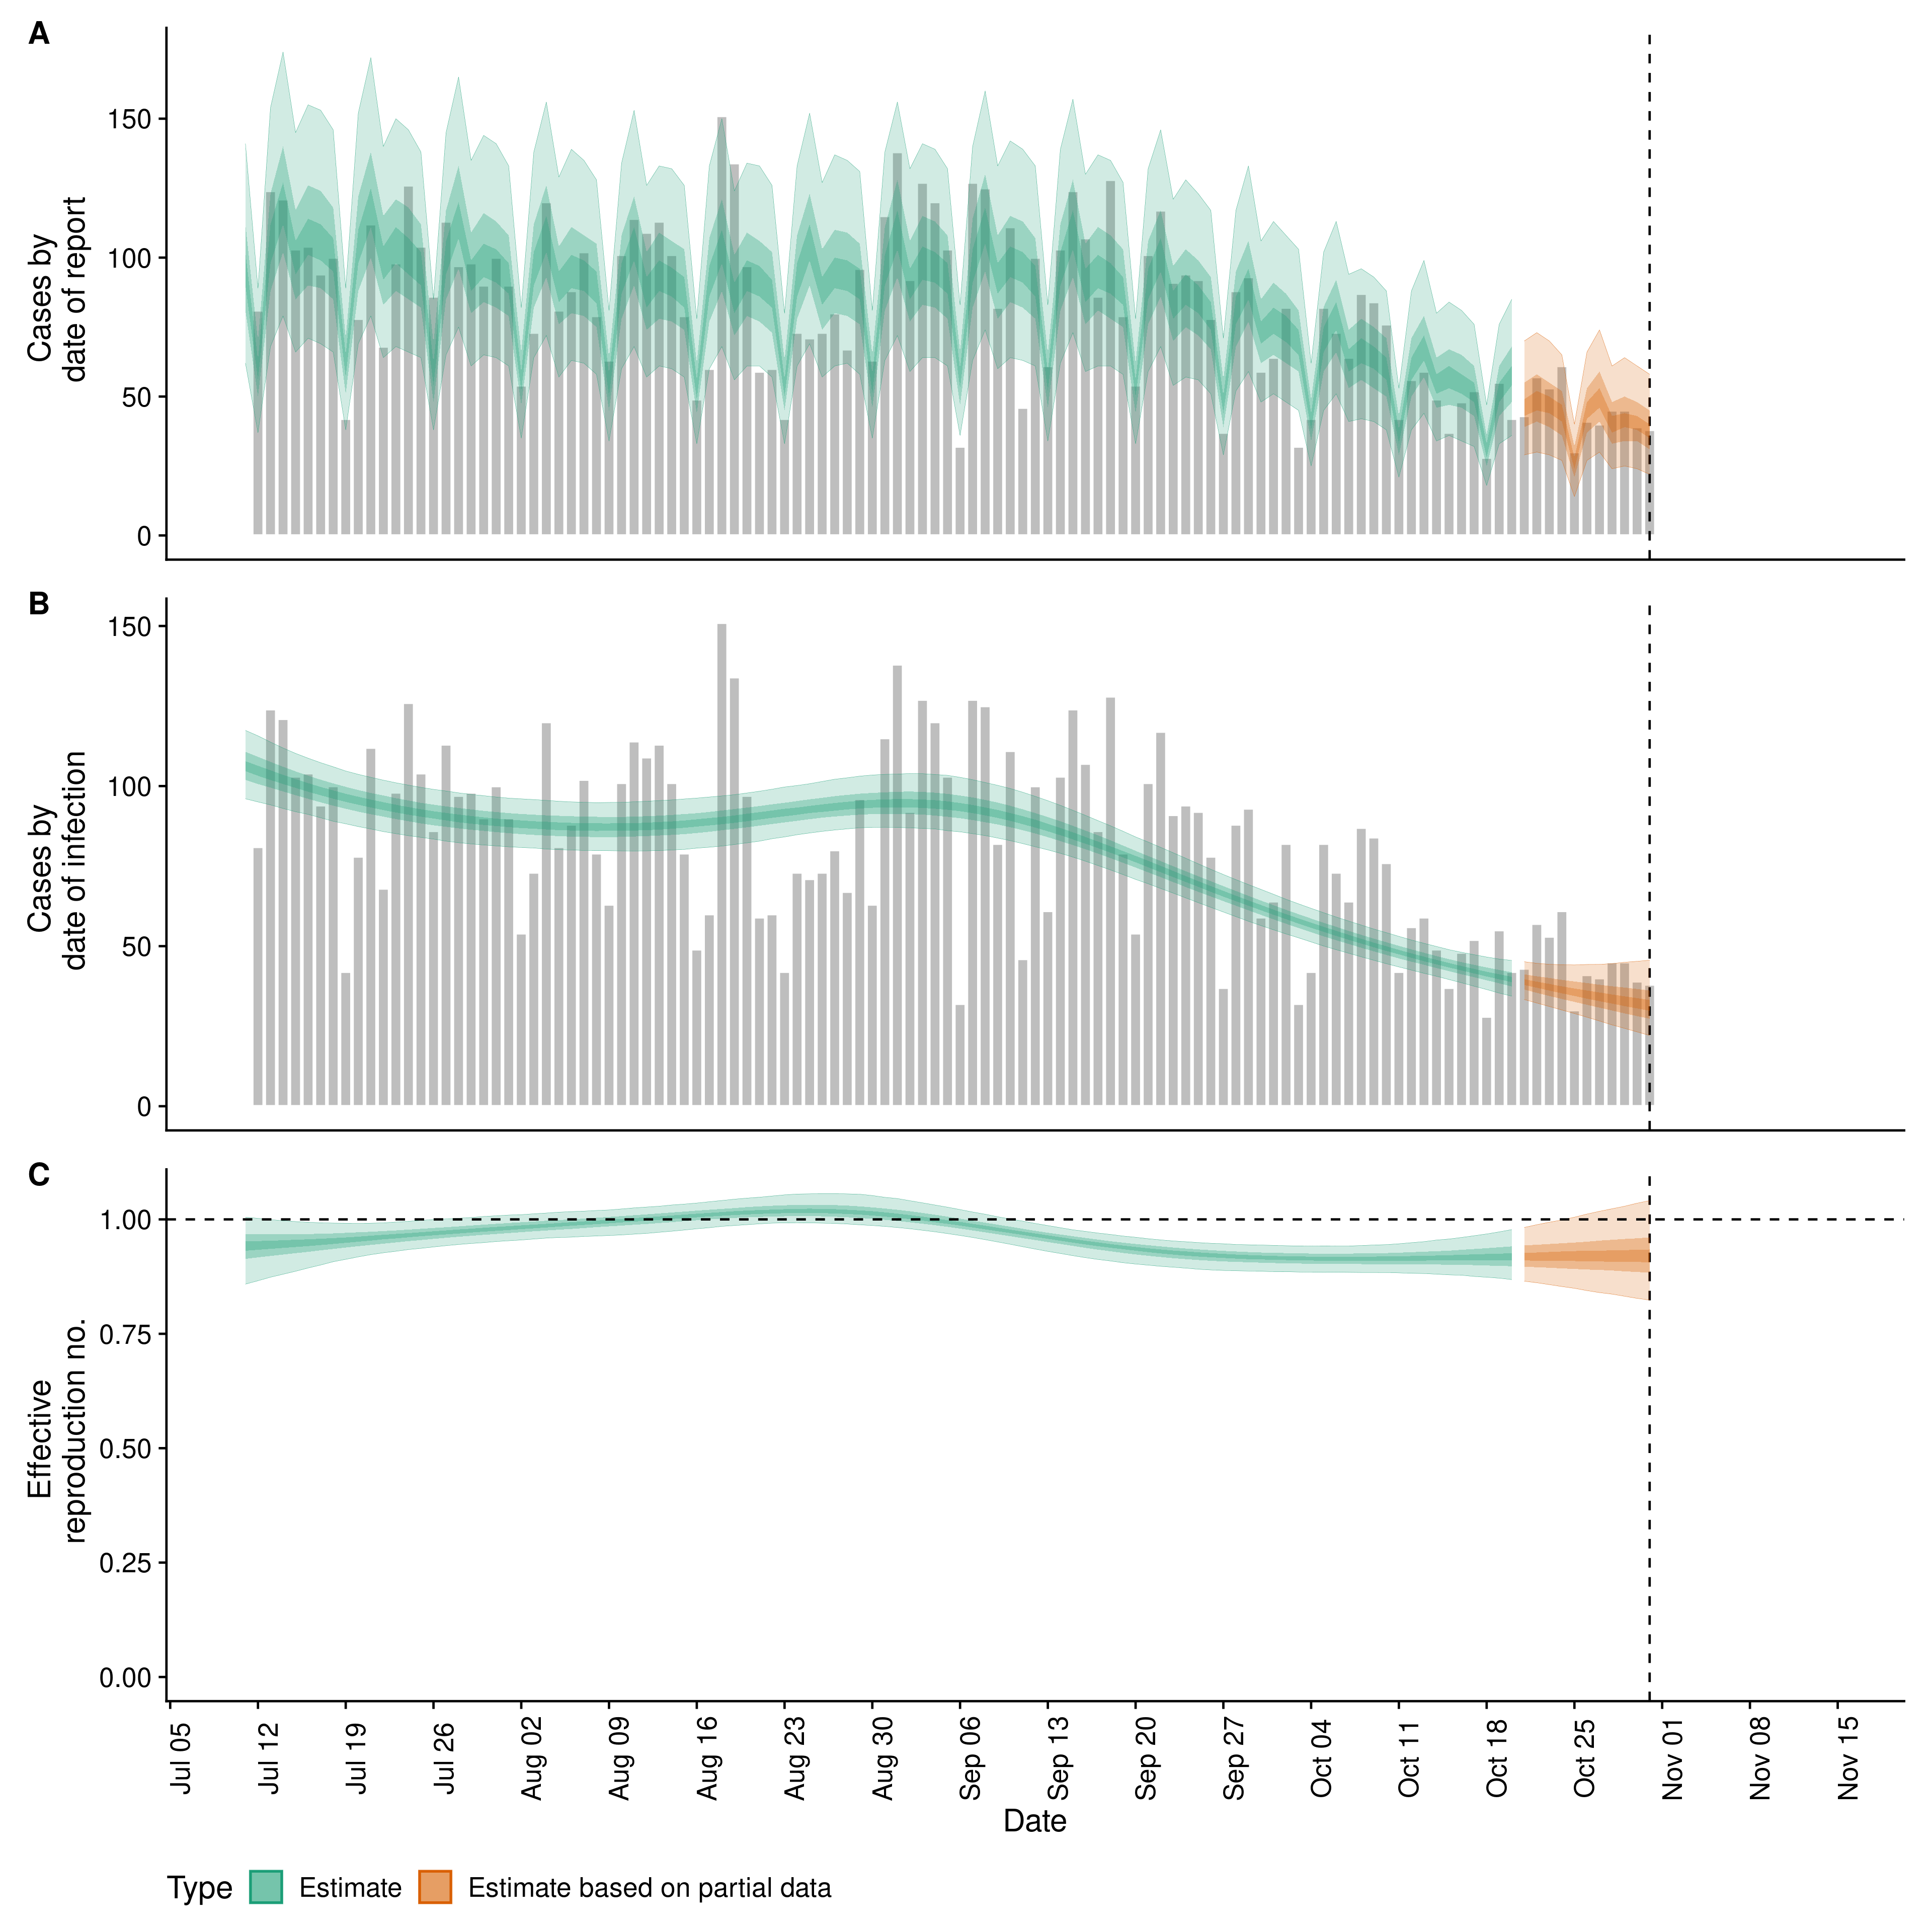 A
Cases by
date of report
150
100
50
0
B
Cases by
date of infection
150
100
50
0
C
Effective
reproduction no.
1.00
0.75
0.50
0.25
0.00
Jul 05
Jul 12
Jul 19
Jul 26
Aug 02
Aug 09
Aug 16
Aug 23
Aug 30
Sep 06
Sep 13
Sep 20
Sep 27
Oct 04
Oct 11
Oct 18
Oct 25
Nov 01
Nov 08
Nov 15
Date
Type Estimate Estimate based on partial data